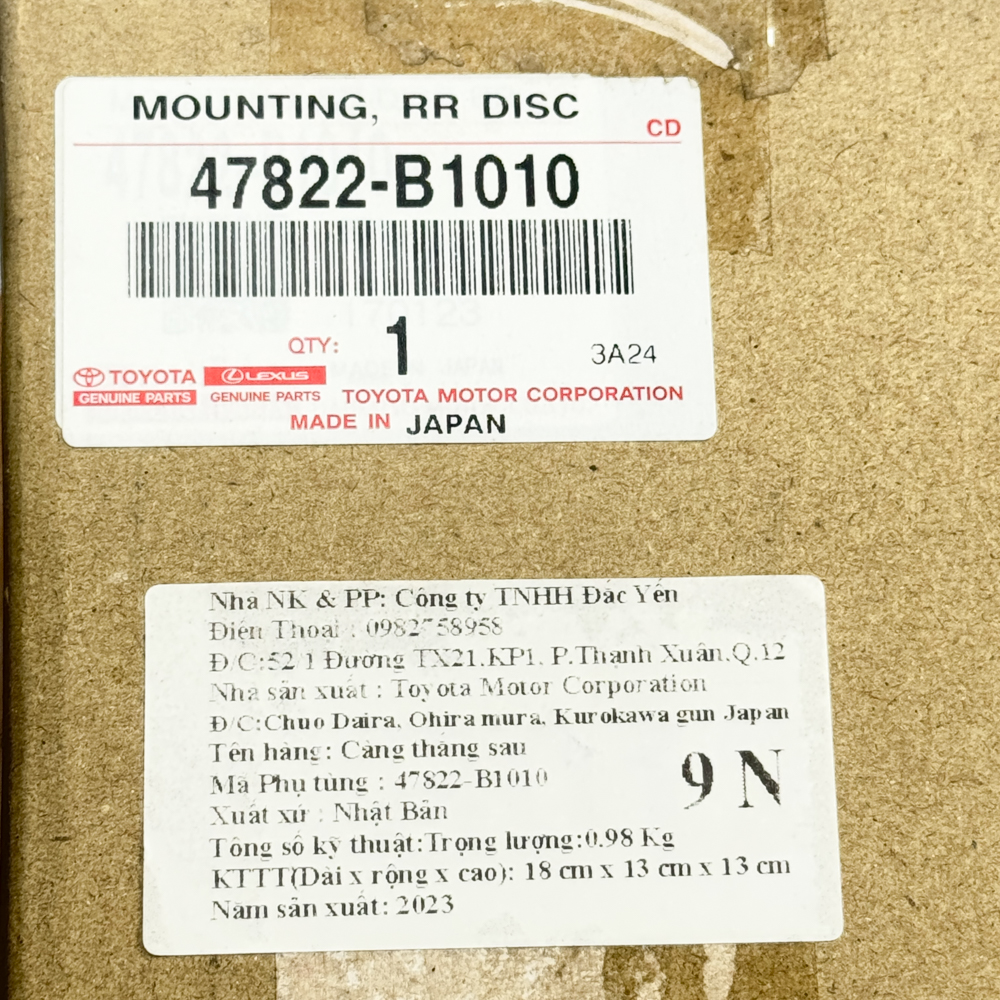 MOUNTING, RR DISC
CD
47822-B1010
QTY: 1
3A24
TOYOTA LEXUS
GENUINE PARTS GENUINE PARTS TOYOTA MOTOR CORPORATION
MADE IN JAPAN
Nhà NK & PP: Công ty TNHH Đắc Yến
Điện Thoại : 0982758958
Đ/C:52/1 Đường TX21.KP1. P.Thạnh Xuân.Q.12
Nhà sản xuất : Toyota Motor Corporation
Đ/C:Chuo Daira, Ohira mura, Kurokawa gun Japan
Tên hàng: Càng thắng sau
Mã Phụ tùng : 47822-B1010
9 N
Xuất xứ : Nhật Bản
Tổng số kỹ thuật:Trọng lượng:0.98 Kg
KTTT(Dài x rộng x cao): 18 cm x 13 cm x 13 cm
Năm sản xuất: 2023